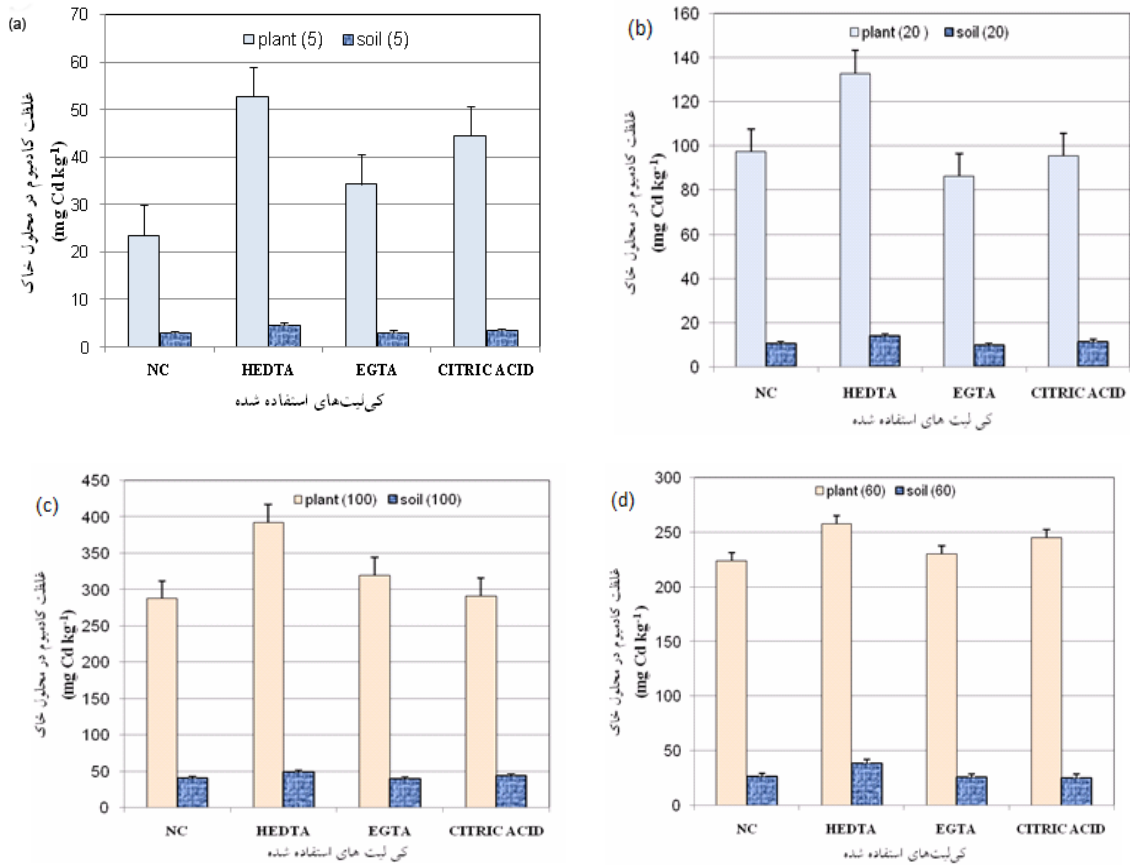 (a)
plant (5) soil (5)
70
60
50
40
30
20
10
0
غلظت کادمیوم در محلول خاک
(mg Cd kg-1)
NC HEDTA EGTA CITRIC ACID
کی‌لیت‌های استفاده شده
(b)
plant (20 ) soil (20)
160
140
120
100
80
60
40
20
0
غلظت کادمیوم در محلول خاک
(mg Cd kg-1)
NC HEDTA EGTA CITRIC ACID
کی لیت های استفاده شده
(c)
plant (100) soil (100)
450
400
350
300
250
200
150
100
50
0
غلظت کادمیوم در محلول خاک
(mg Cd kg-1)
NC HEDTA EGTA CITRIC ACID
کی لیت های استفاده شده
(d)
plant (60) soil (60)
300
250
200
150
100
50
0
غلظت کادمیوم در محلول خاک
(mg Cd kg-1)
NC HEDTA EGTA CITRIC ACID
کی‌لیت‌های استفاده شده